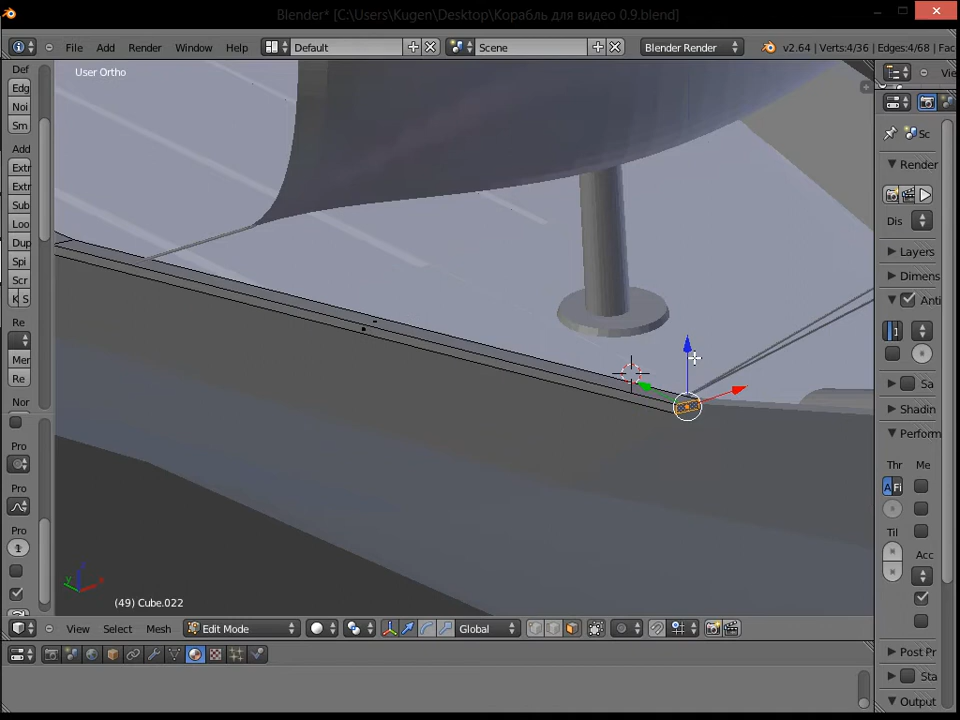 Blender* [C:\Users\Kugen\Desktop\Корабль для видео 0.9.blend]
File Add Render Window Help Default Scene Blender Render v2.64 | Verts:4/36 | Edges:4/68 | Fac
Def
Edg
Noi
Sm
Add
Extr
Extr
Sub
Loo
Dup
Spi
Scr
K S
Re
Mer
Re
Nor
Pro
Pro
Pro
1
User Ortho
(49) Cube.022
View Select Mesh Edit Mode Global
Vie
Sc
Render
Dis
Layers
Dimens
Anti
Sa
Shadin
Perform
Thr Me
A Fi
Til
Acc
Post Pr
Sta
Output